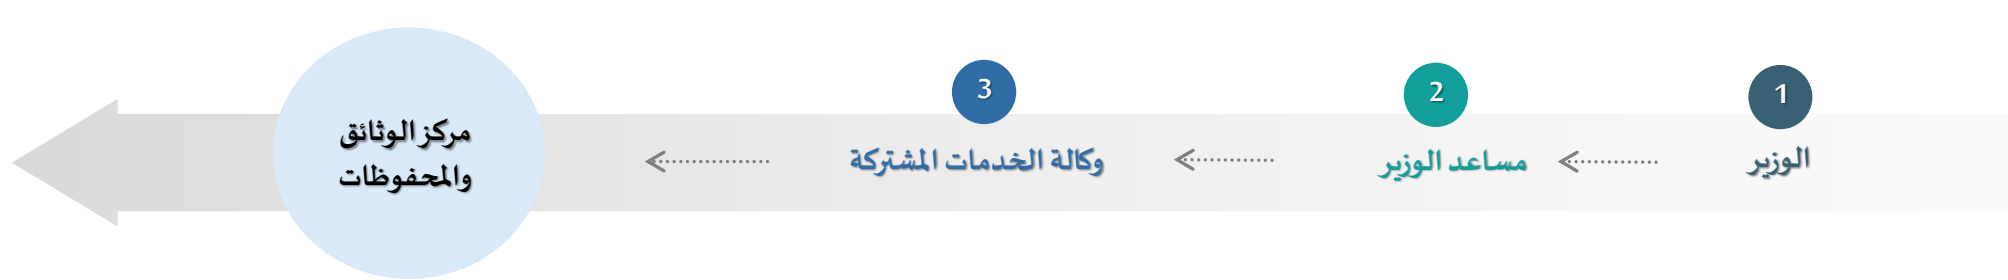 1
الوزير
2
مساعد الوزير
3
وكالة الخدمات المشتركة
مركز الوثائق
والمحفوظات